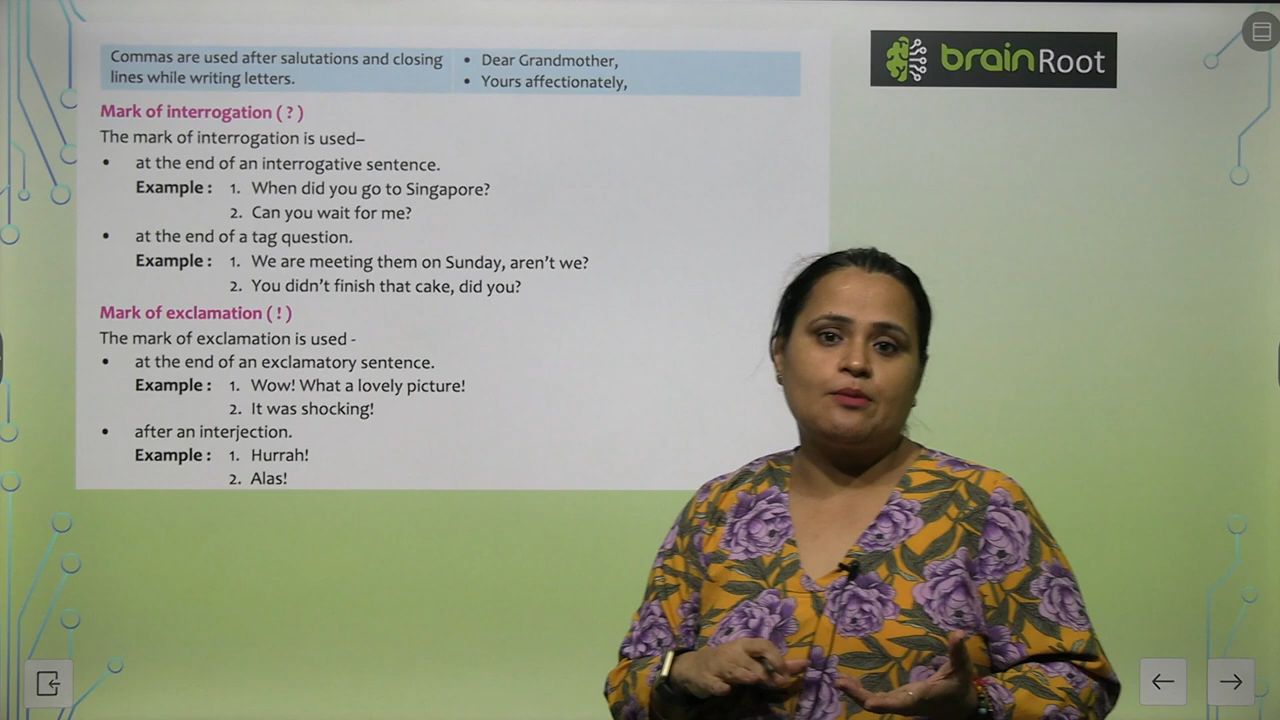 Commas are used after salutations and closing
lines while writing letters.
• Dear Grandmother,
• Yours affectionately,
brainRoot
Mark of interrogation ( ? )
The mark of interrogation is used–
• at the end of an interrogative sentence.
Example : 1. When did you go to Singapore?
2. Can you wait for me?
• at the end of a tag question.
Example : 1. We are meeting them on Sunday, aren't we?
2. You didn't finish that cake, did you?
Mark of exclamation ( ! )
The mark of exclamation is used -
• at the end of an exclamatory sentence.
Example : 1. Wow! What a lovely picture!
2. It was shocking!
• after an interjection.
Example : 1. Hurrah!
2. Alas!